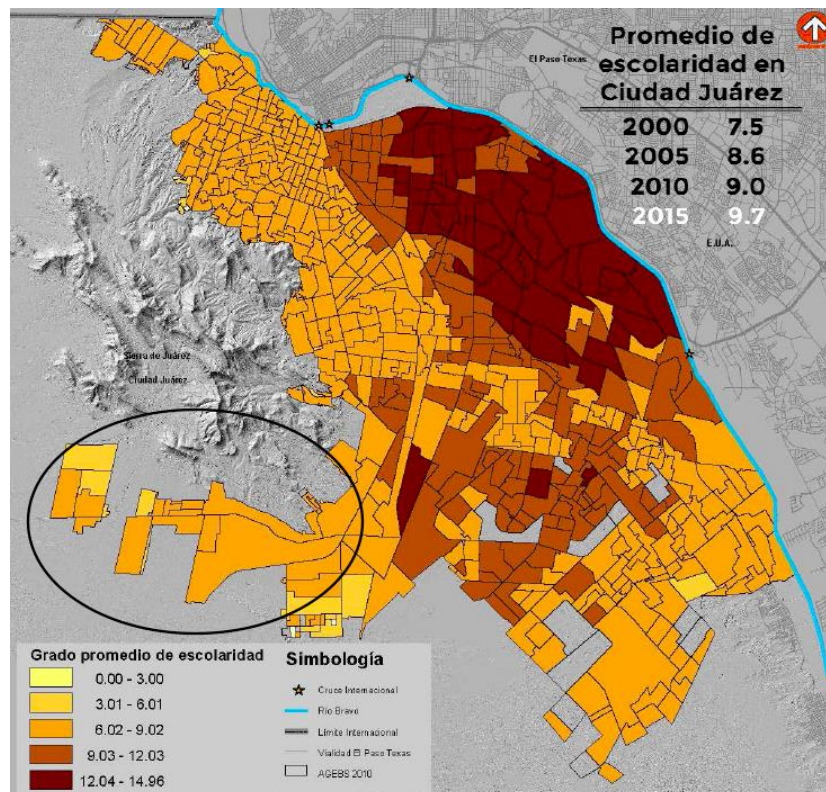 El Paso Texas
Promedio de
escolaridad en
Ciudad Juárez
2000 7.5
2005 8.6
2010 9.0
2015 9.7
E.U.A.
Sierra de Juárez
Ciudad Juárez
Grado promedio de escolaridad
0.00 - 3.00
3.01 - 6.01
6.02 - 9.02
9.03 - 12.03
12.04 - 14.96
Simbología
Cruce Internacional
Río Bravo
Límite Internacional
Vialidad El Paso Texas
AGEBS 2010